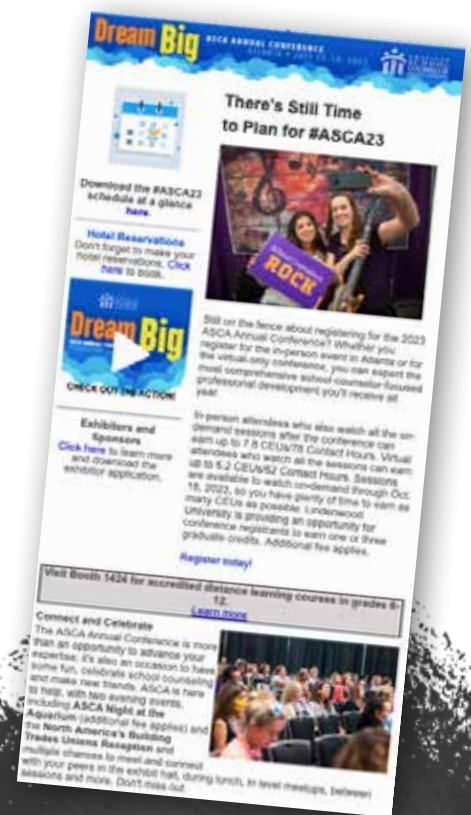 Dream Big
ASCA ANNUAL CONFERENCE
There's Still Time
to Plan for #ASCA23
Download the #ASCA23
schedule at a glance
here.
Hotel Reservations
Don't forget to make your
hotel reservations. Click
here to book.
ROCK
Dream Big
CHECK OUT THE ACTION!
Exhibitors and
Sponsors
Click here to learn more
and download the
exhibitor application.
Still on the fence about registering for the 2023
ASCA Annual Conference? Whether you
register for the in-person event in Atlanta or for
the virtual-only conference, you can expect the
most comprehensive school-counselor-focused
professional development you'll receive all
year.
In-person attendees who also watch all the on-
demand sessions after the conference can
earn up to 7.8 CEUs/78 Contact Hours. Virtual
attendees who watch all the sessions can earn
up to 5.2 CEUs/52 Contact Hours. Sessions
are available to watch on-demand through Oct.
18, 2023, so you have plenty of time to earn as
many CEUs as possible. Lindenwood
University is providing an opportunity for
conference registrants to earn one or three
graduate credits. Additional fee applies.
Register today!
Visit Booth 1424 for accredited distance learning courses in grades 6-
12.
Learn more
Connect and Celebrate
The ASCA Annual Conference is more
than an opportunity to advance your
expertise; it's also an occasion to have
some fun, celebrate school counseling
and make new friends. ASCA is here
to help, with two evening events,
including ASCA Night at the
Aquarium (additional fee applies) and
the North America's Building
Trades Unions Reception and
multiple chances to meet and connect
with your peers in the exhibit hall, during lunch, in level meetups, between
sessions and more. Don't miss out.